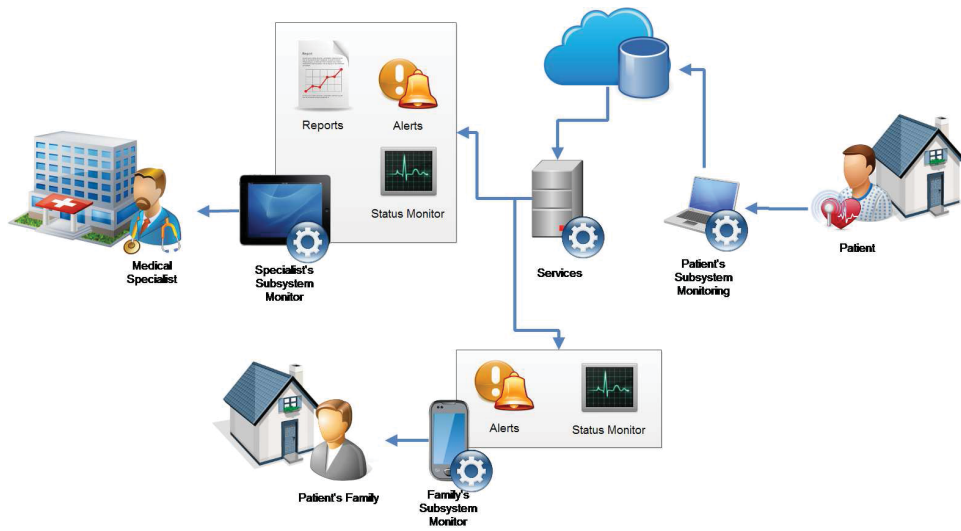 Reports
Alerts
Status Monitor
Medical
Specialist
Specialist's
Subsystem
Monitor
Services
Patient's
Subsystem
Monitoring
Patient
Alerts
Status Monitor
Patient's Family
Family's
Subsystem
Monitor